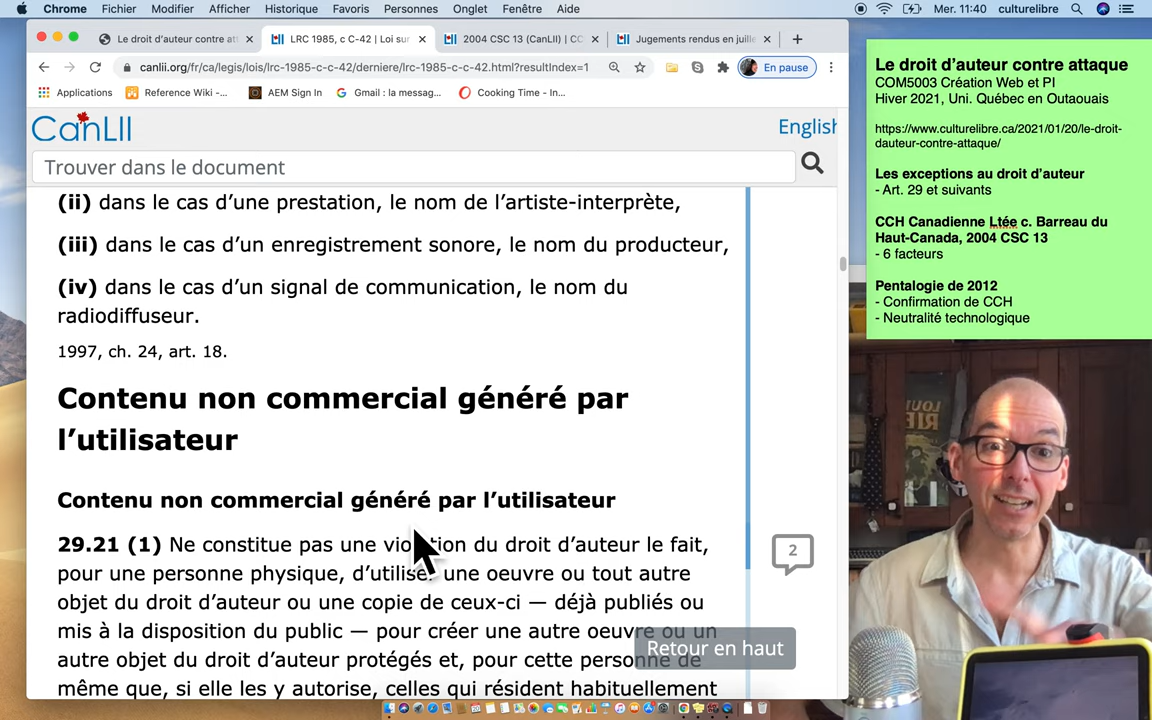 Chrome Fichier Modifier Afficher Historique Favoris Personnes Onglet Fenêtre Aide Mer. 11:40 culturelibre
Le droit d'auteur contre att
LRC 1985, c C-42 | Loi sur
2004 CSC 13 (CanLII) | CC
Jugements rendus en juille
canlii.org/fr/ca/legis/lois/lrc-1985-c-c-42/derniere/lrc-1985-c-c-42.html?resultIndex=1
En pause
Applications Reference Wiki -... AEM Sign In Gmail : la messag... Cooking Time - In...
CanLII
English
Trouver dans le document
(ii) dans le cas d'une prestation, le nom de l'artiste-interprète,
(iii) dans le cas d'un enregistrement sonore, le nom du producteur,
(iv) dans le cas d'un signal de communication, le nom du
radiodiffuseur.
1997, ch. 24, art. 18.
Contenu non commercial généré par
l'utilisateur
Contenu non commercial généré par l'utilisateur
29.21 (1) Ne constitue pas une violation du droit d'auteur le fait,
pour une personne physique, d'utiliser une oeuvre ou tout autre
objet du droit d'auteur ou une copie de ceux-ci — déjà publiés ou
mis à la disposition du public — pour créer une autre oeuvre ou un
autre objet du droit d'auteur protégés et, pour cette personne de
même que, si elle les y autorise, celles qui résident habituellement
2
Retour en haut
Le droit d'auteur contre attaque
COM5003 Création Web et PI
Hiver 2021, Uni. Québec en Outaouais
https://www.culturelibre.ca/2021/01/20/le-droit-
dauteur-contre-attaque/
Les exceptions au droit d'auteur
- Art. 29 et suivants
CCH Canadienne Ltée c. Barreau du
Haut-Canada, 2004 CSC 13
- 6 facteurs
Pentalogie de 2012
- Confirmation de CCH
- Neutralité technologique
LOUI
RIE